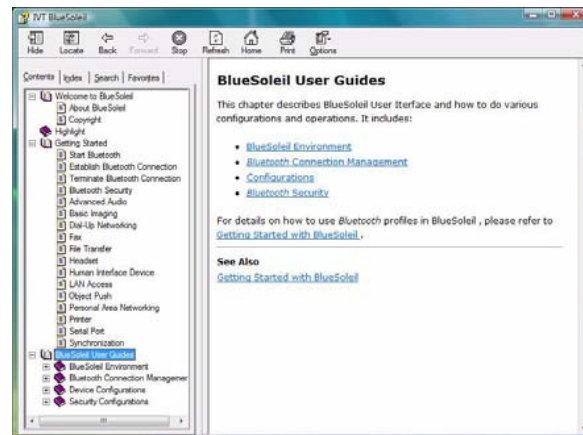 IVT BlueSoleil
Hide Locate Back Forward Stop Refresh Home Print Options
Contents Index Search Favorites
Welcome to BlueSoleil
About BlueSoleil
Copyright
Highlight
Getting Started
Start Bluetooth
Establish Bluetooth Connection
Terminate Bluetooth Connection
Bluetooth Security
Advanced Audio
Basic Imaging
Dial-Up Networking
Fax
File Transfer
Headset
Human Interface Device
LAN Access
Object Push
Personal Area Networking
Printer
Serial Port
Synchronization
BlueSoleil User Guides
BlueSoleil Environment
Bluetooth Connection Managemer
Device Configurations
Security Configurations
BlueSoleil User Guides
This chapter describes BlueSoleil User Iterface and how to do various
configurations and operations. It includes:
BlueSoleil Environment
Bluetooth Connection Management
Configurations
Bluetooth Security
For details on how to use Bluetooth profiles in BlueSoleil , please refer to
Getting Started with BlueSoleil .
See Also
Getting Started with BlueSoleil